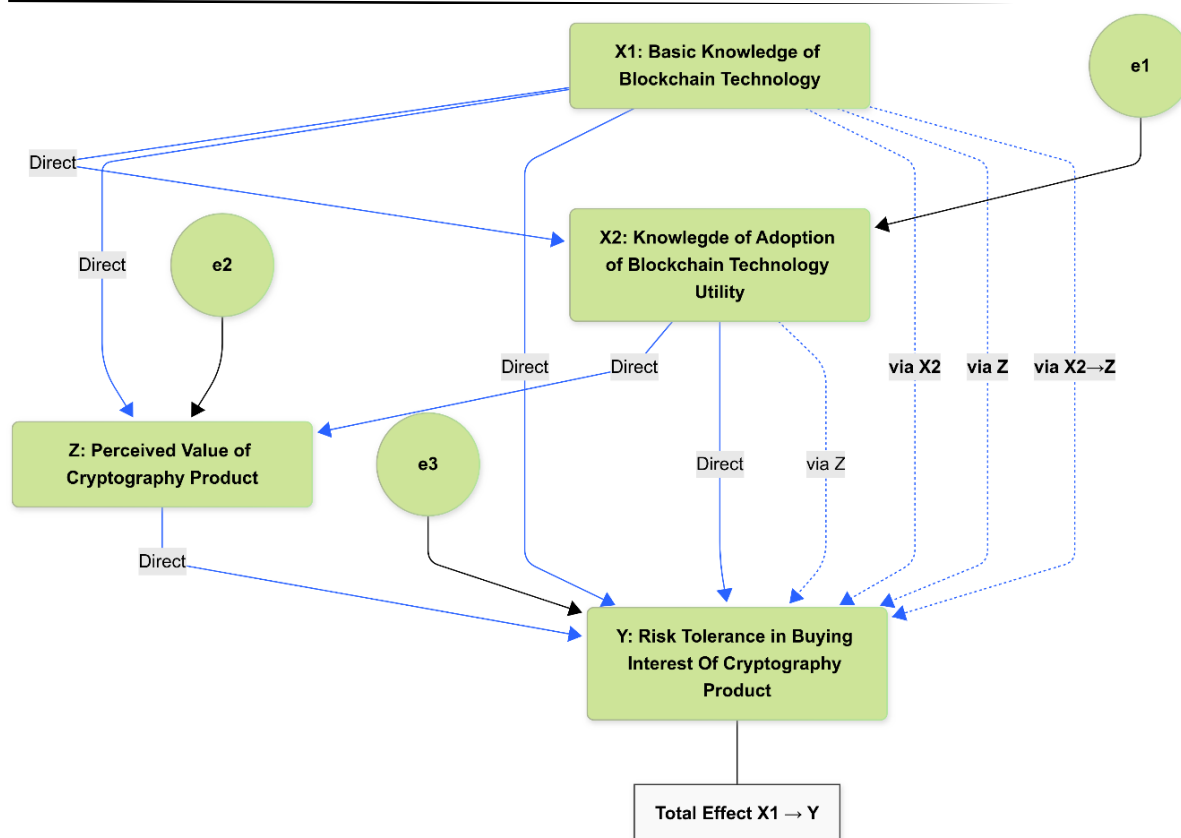 X1: Basic Knowledge of
Blockchain Technology
e1
Direct
X2: Knowlegde of Adoption
of Blockchain Technology
Utility
Direct
e2
Direct
Direct
via X2
via Z
via X2→Z
Z: Perceived Value of
Cryptography Product
e3
Direct
via Z
Direct
Y: Risk Tolerance in Buying
Interest Of Cryptography
Product
Total Effect X1 → Y